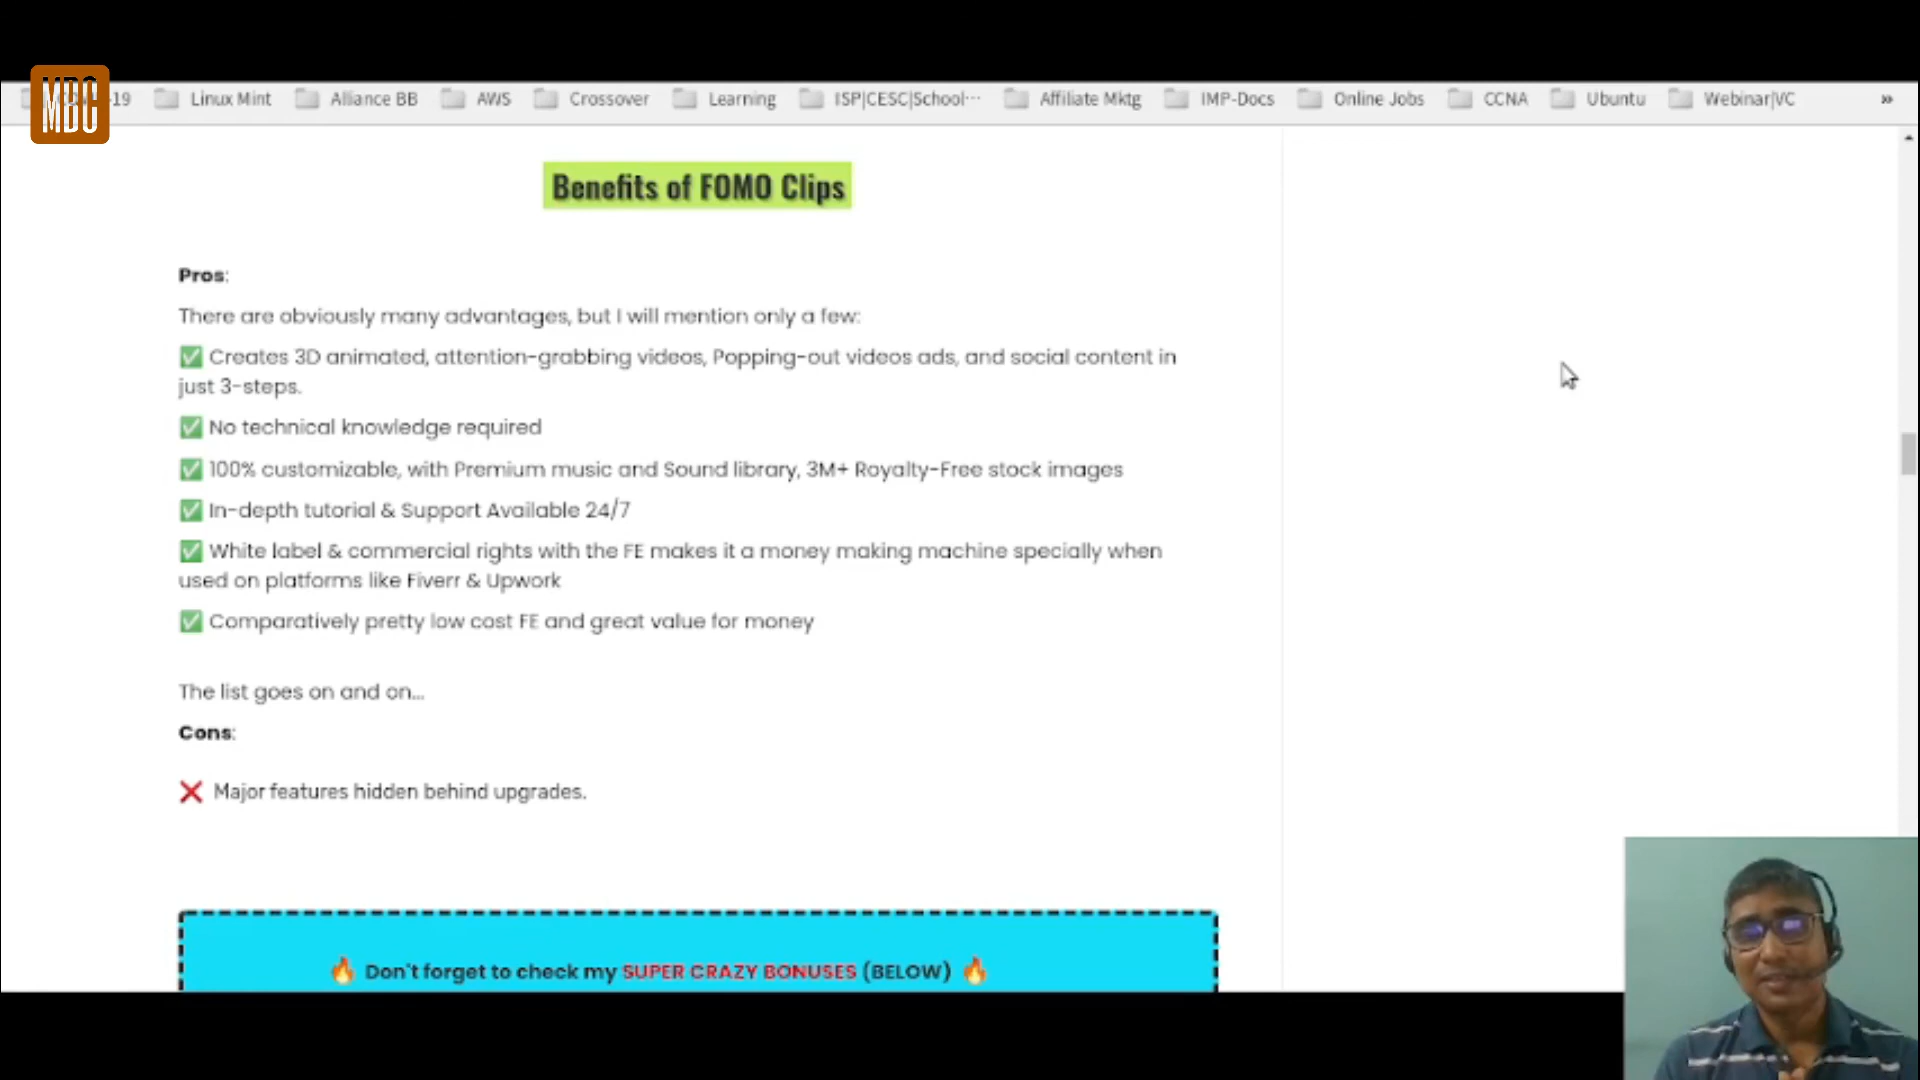 MBC
19
Linux Mint
Alliance BB
AWS
Crossover
Learning
ISP|CESC|School···
Affiliate Mktg
IMP-Docs
Online Jobs
CCNA
Ubuntu
Webinar|VC
»
Benefits of FOMO Clips
Pros:
There are obviously many advantages, but I will mention only a few:
✅ Creates 3D animated, attention-grabbing videos, Popping-out videos ads, and social content in
just 3-steps.
✅ No technical knowledge required
✅ 100% customizable, with Premium music and Sound library, 3M+ Royalty-Free stock images
✅ In-depth tutorial & Support Available 24/7
✅ White label & commercial rights with the FE makes it a money making machine specially when
used on platforms like Fiverr & Upwork
✅ Comparatively pretty low cost FE and great value for money
The list goes on and on...
Cons:
❌ Major features hidden behind upgrades.
🔥 Don't forget to check my SUPER CRAZY BONUSES (BELOW) 🔥